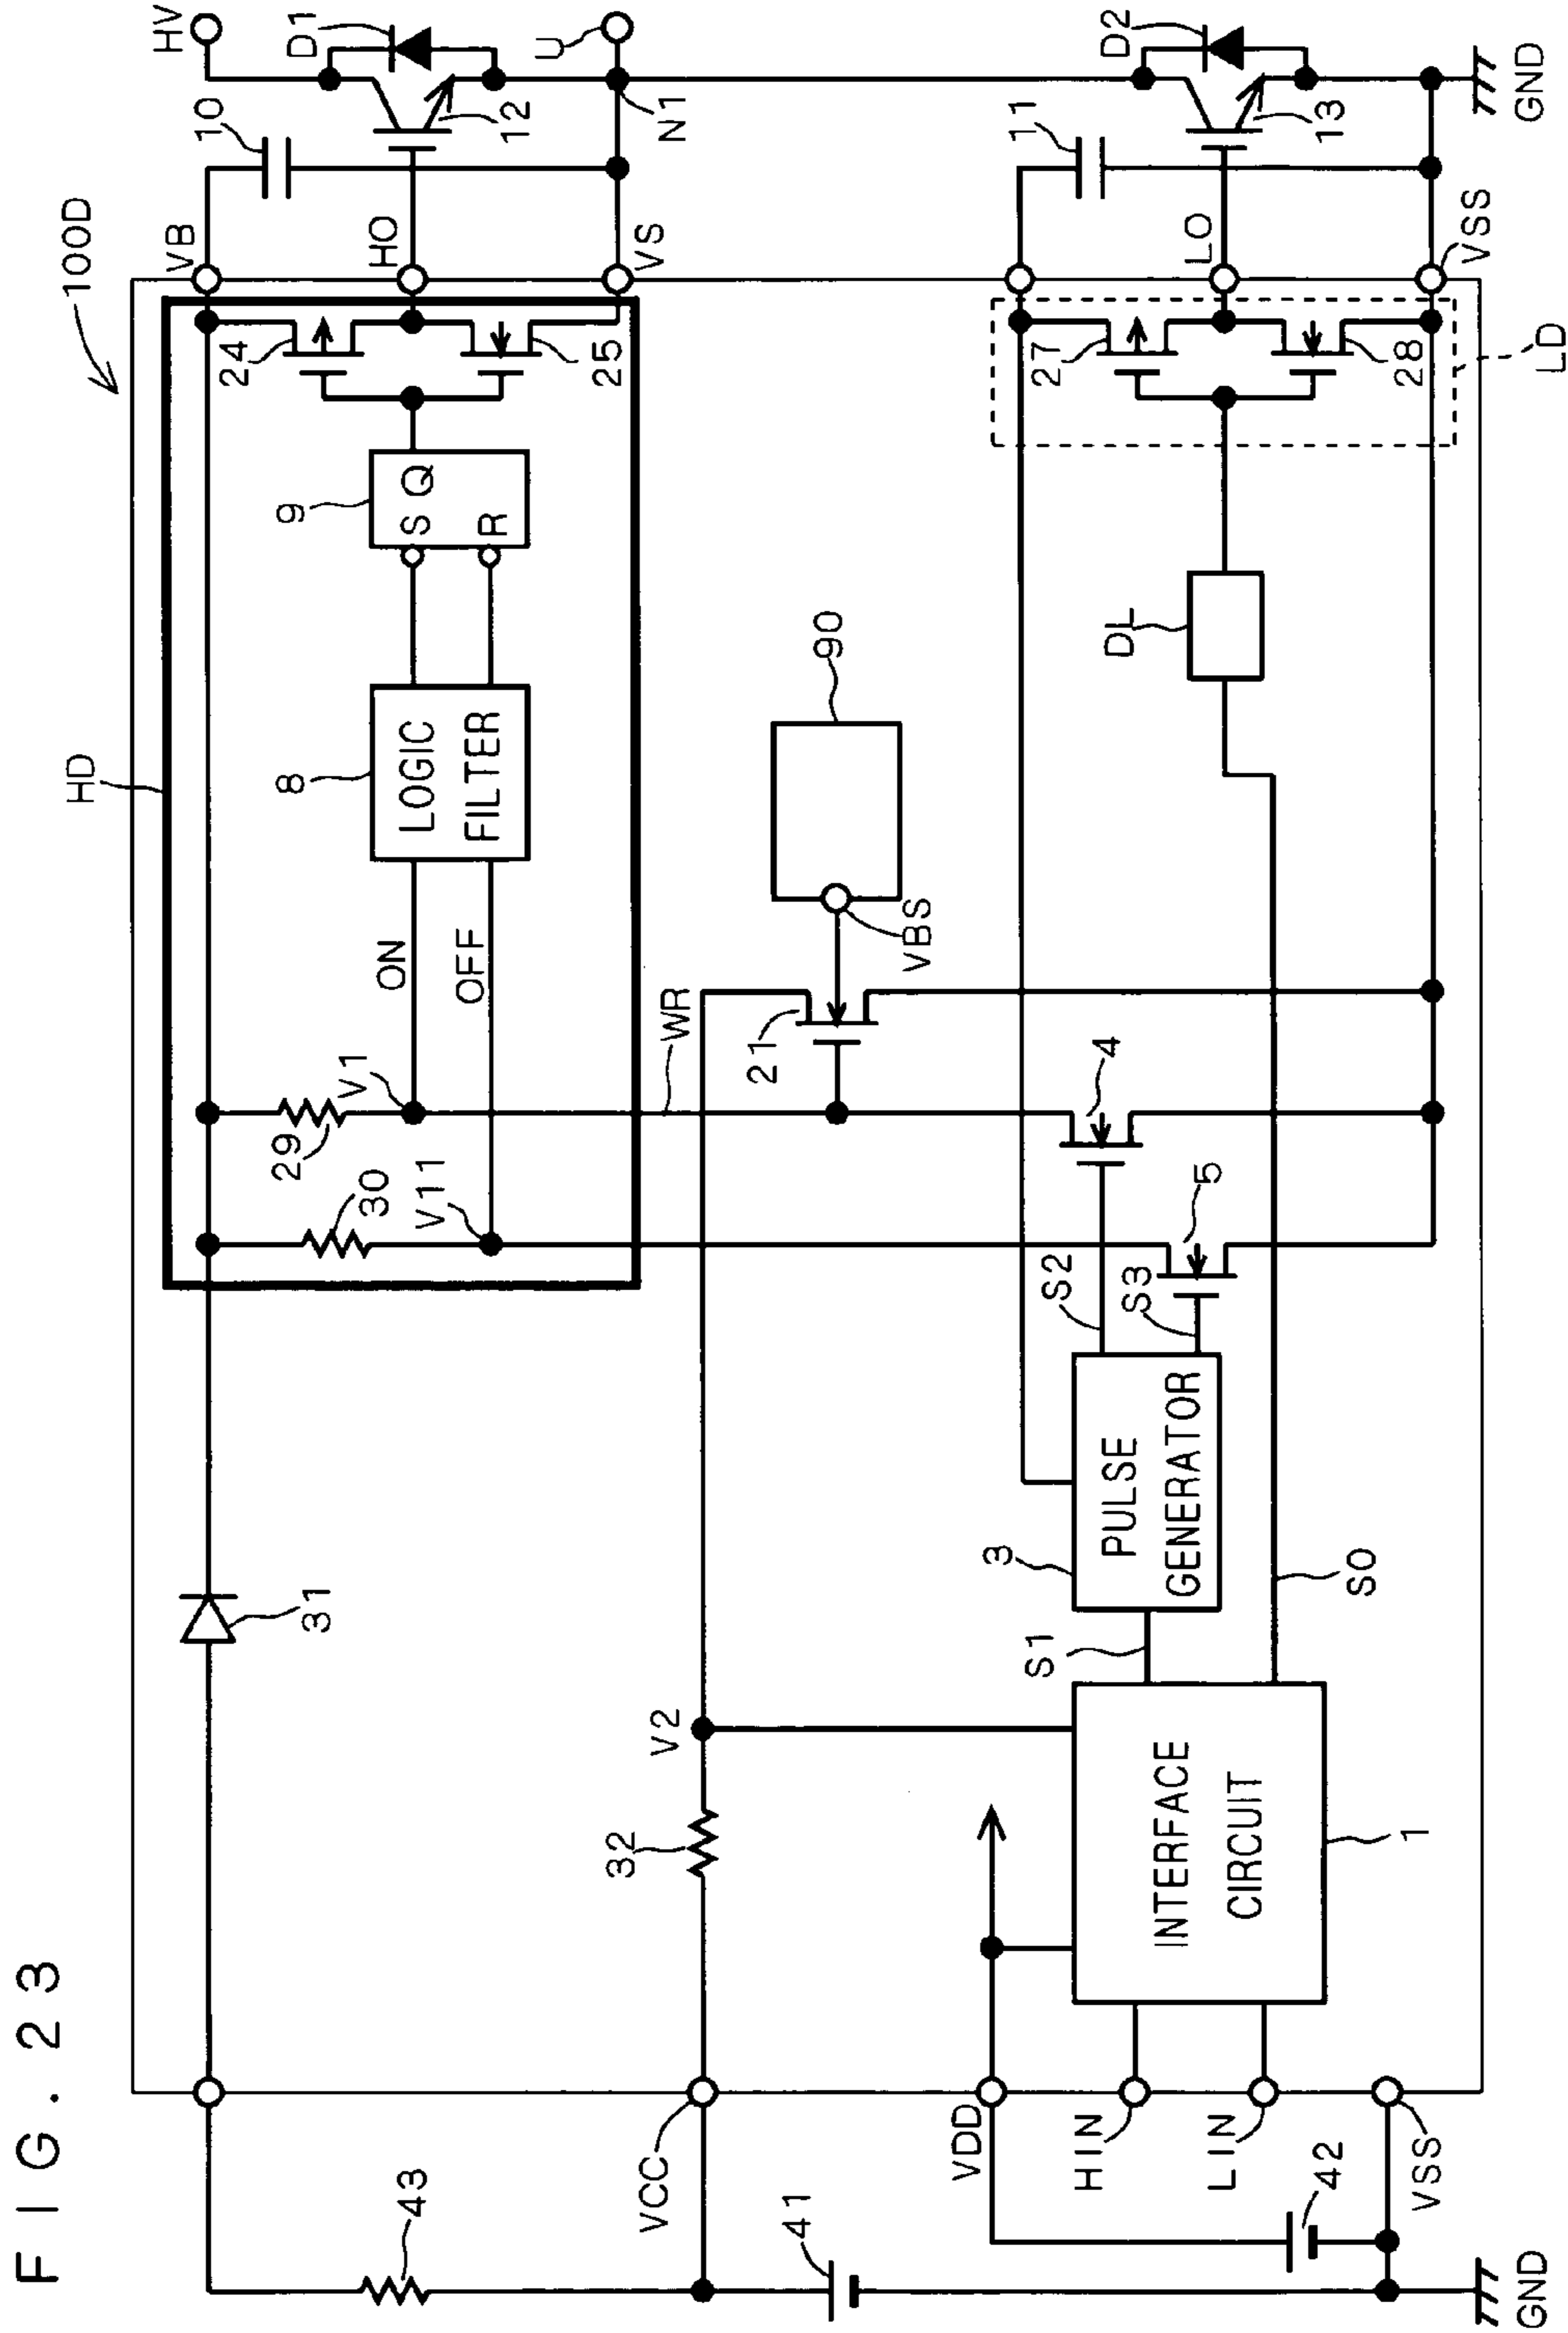 FIG. 23
100D
HD
VB
10
HV
D1
12
HO
U
N1
VS
24
25
9
S Q
R
8
LOGIC
FILTER
ON
OFF
V1
29
30
V11
31
43
WR
21
VBS
90
V2
32
VCC
4
5
S2
S3
3
PULSE
GENERATOR
S1
S0
INTERFACE
CIRCUIT
1
DL
27
28
LD
LO
11
D2
13
VSS
GND
VDD
HIN
LIN
VSS
41
42
GND